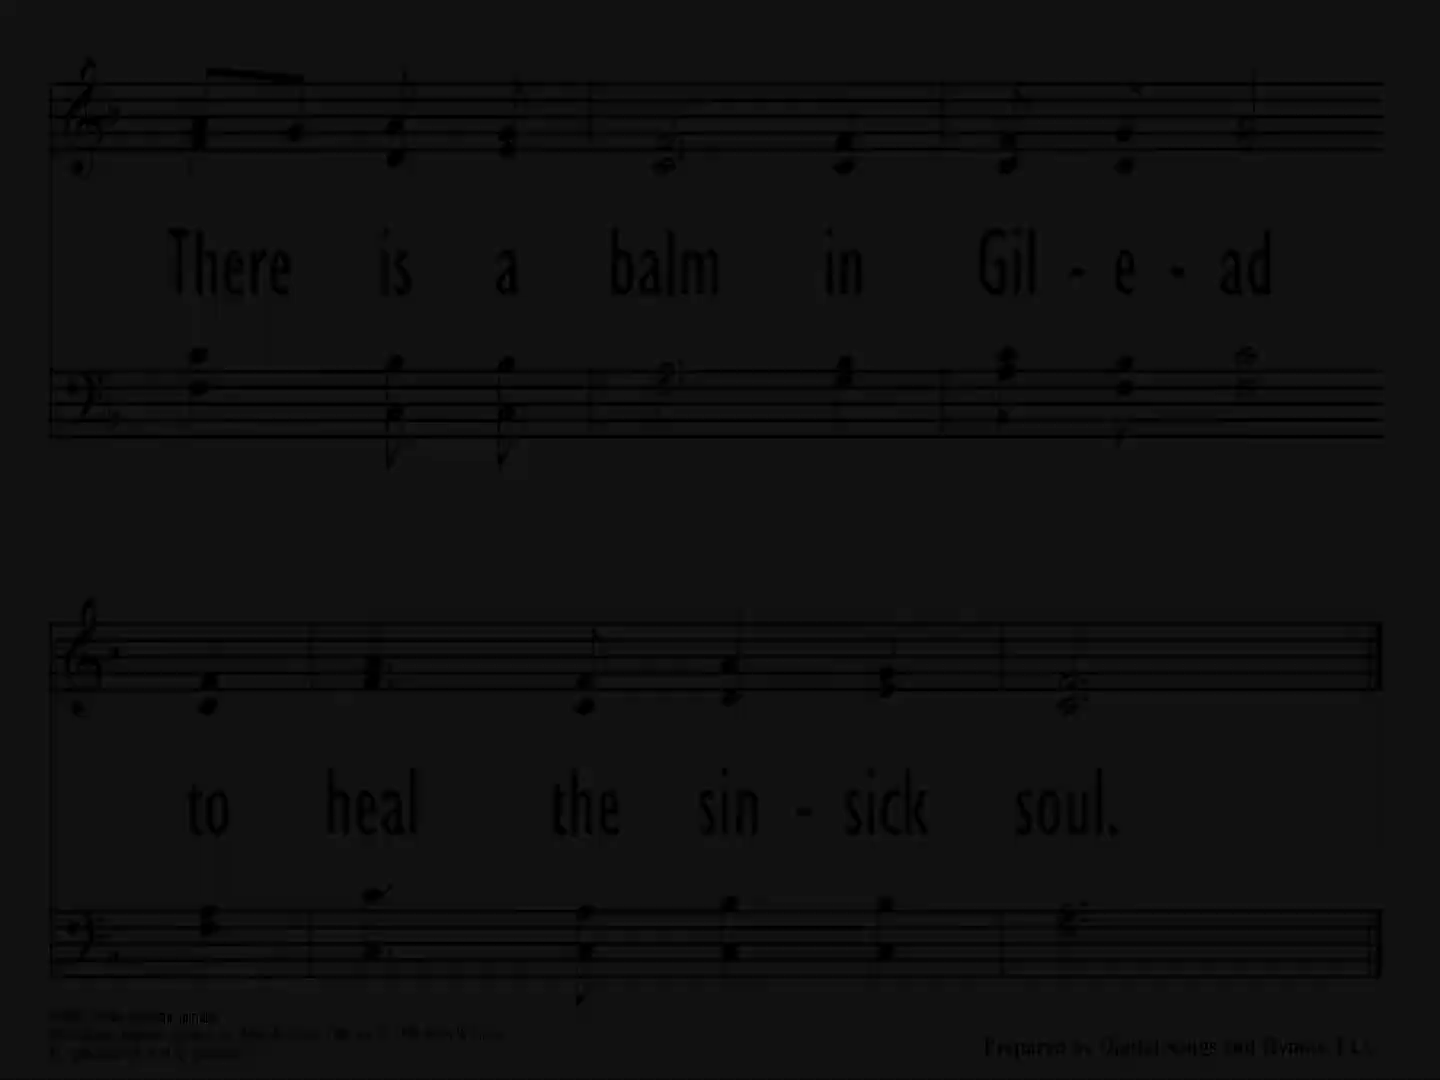 There is a balm in Gil - e - ad
to heal the sin - sick soul.